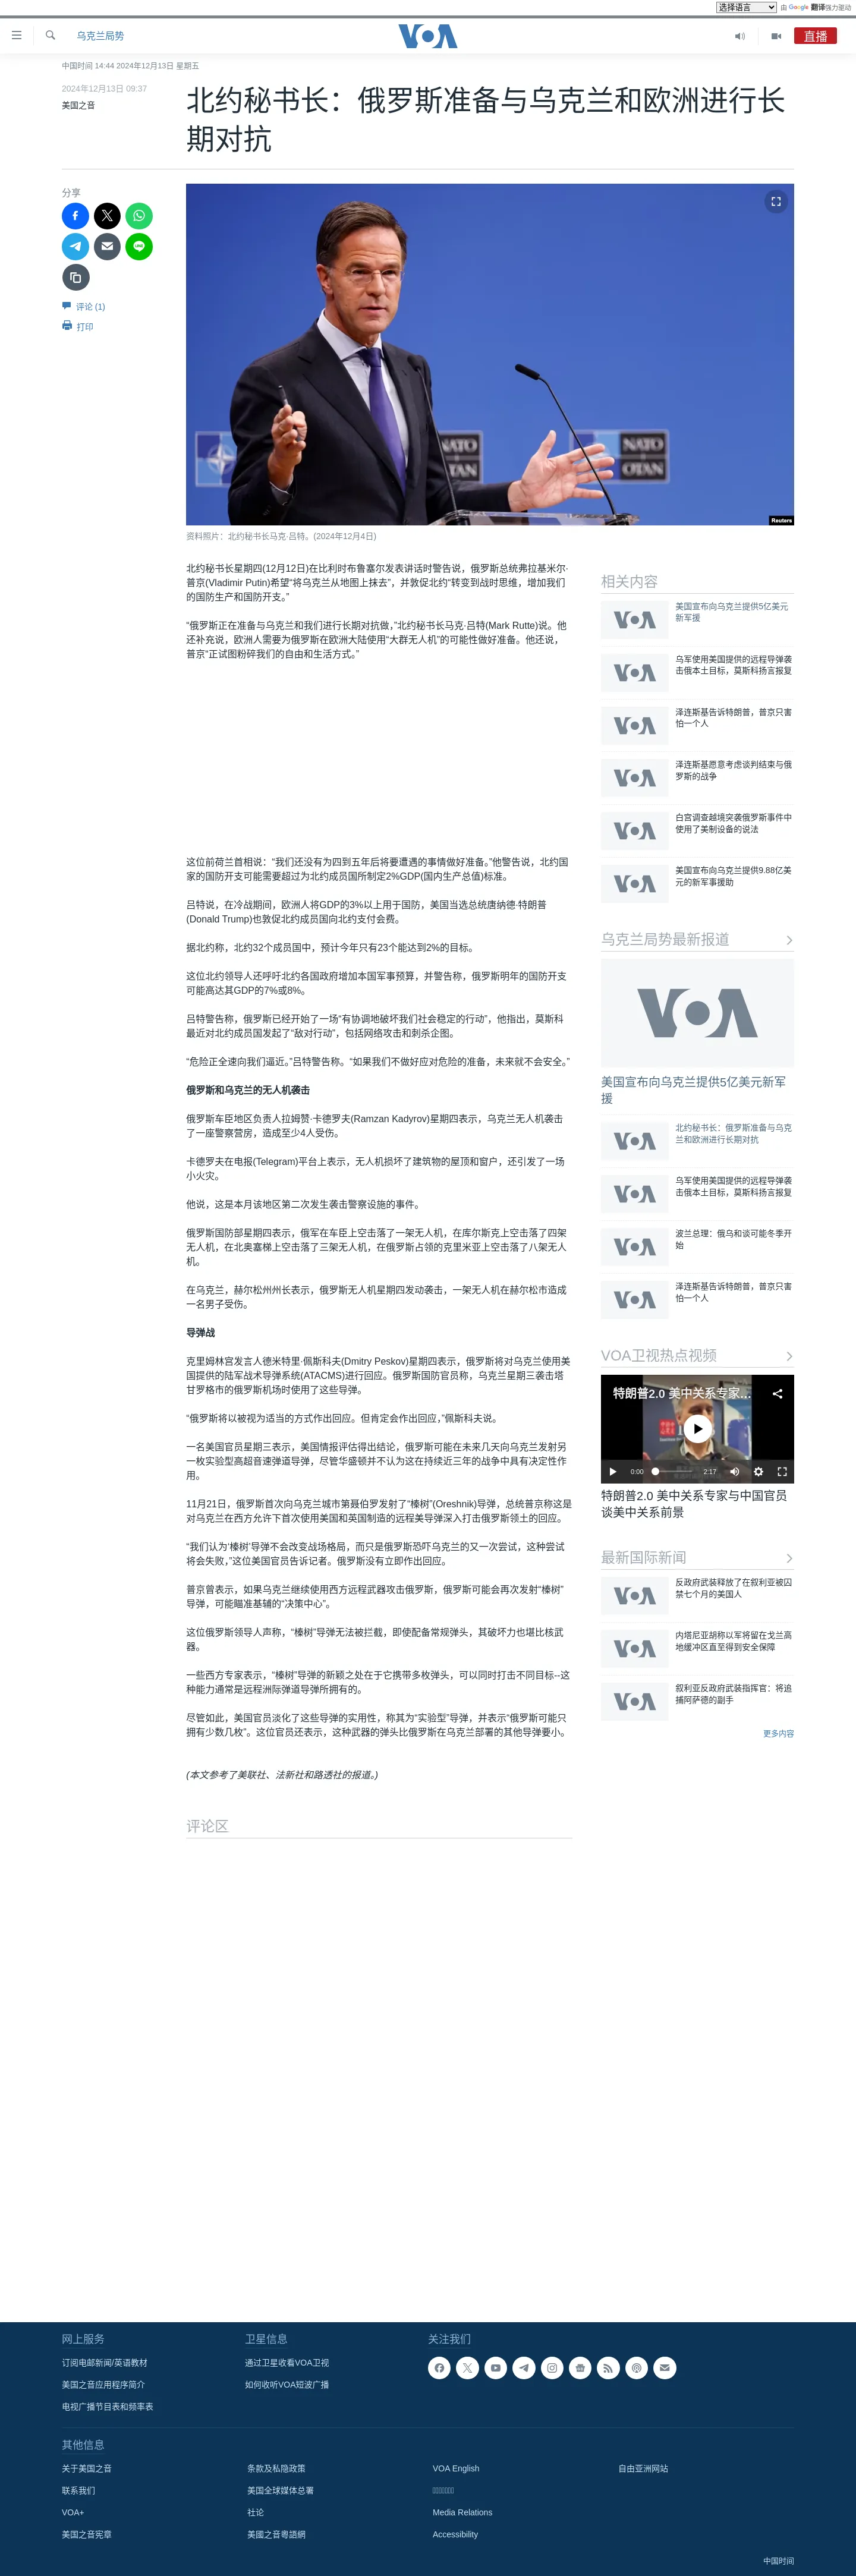 选择语言 由 Google 翻译强力驱动
乌克兰局势
VOA
直播
中国时间 14:44 2024年12月13日 星期五
2024年12月13日 09:37
美国之音
北约秘书长：俄罗斯准备与乌克兰和欧洲进行长
期对抗
分享
评论 (1)
打印
NATO
OTAN
NATO
OTAN
Reuters
资料照片：北约秘书长马克·吕特。(2024年12月4日)
北约秘书长星期四(12月12日)在比利时布鲁塞尔发表讲话时警告说，俄罗斯总统弗拉基米尔·
普京(Vladimir Putin)希望“将乌克兰从地图上抹去”，并敦促北约“转变到战时思维，增加我们
的国防生产和国防开支。”
“俄罗斯正在准备与乌克兰和我们进行长期对抗做，”北约秘书长马克·吕特(Mark Rutte)说。他
还补充说，欧洲人需要为俄罗斯在欧洲大陆使用“大群无人机”的可能性做好准备。他还说，
普京“正试图粉碎我们的自由和生活方式。”
这位前荷兰首相说：“我们还没有为四到五年后将要遭遇的事情做好准备。”他警告说，北约国
家的国防开支可能需要超过为北约成员国所制定2%GDP(国内生产总值)标准。
吕特说，在冷战期间，欧洲人将GDP的3%以上用于国防，美国当选总统唐纳德·特朗普
(Donald Trump)也敦促北约成员国向北约支付会费。
据北约称，北约32个成员国中，预计今年只有23个能达到2%的目标。
这位北约领导人还呼吁北约各国政府增加本国军事预算，并警告称，俄罗斯明年的国防开支
可能高达其GDP的7%或8%。
吕特警告称，俄罗斯已经开始了一场“有协调地破坏我们社会稳定的行动”，他指出，莫斯科
最近对北约成员国发起了“敌对行动”，包括网络攻击和刺杀企图。
“危险正全速向我们逼近。”吕特警告称。“如果我们不做好应对危险的准备，未来就不会安全。”
俄罗斯和乌克兰的无人机袭击
俄罗斯车臣地区负责人拉姆赞·卡德罗夫(Ramzan Kadyrov)星期四表示，乌克兰无人机袭击
了一座警察营房，造成至少4人受伤。
卡德罗夫在电报(Telegram)平台上表示，无人机损坏了建筑物的屋顶和窗户，还引发了一场
小火灾。
他说，这是本月该地区第二次发生袭击警察设施的事件。
俄罗斯国防部星期四表示，俄军在车臣上空击落了一架无人机，在库尔斯克上空击落了四架
无人机，在北奥塞梯上空击落了三架无人机，在俄罗斯占领的克里米亚上空击落了八架无人
机。
在乌克兰，赫尔松州州长表示，俄罗斯无人机星期四发动袭击，一架无人机在赫尔松市造成
一名男子受伤。
导弹战
克里姆林宫发言人德米特里·佩斯科夫(Dmitry Peskov)星期四表示，俄罗斯将对乌克兰使用美
国提供的陆军战术导弹系统(ATACMS)进行回应。俄罗斯国防官员称，乌克兰星期三袭击塔
甘罗格市的俄罗斯机场时使用了这些导弹。
“俄罗斯将以被视为适当的方式作出回应。但肯定会作出回应，”佩斯科夫说。
一名美国官员星期三表示，美国情报评估得出结论，俄罗斯可能在未来几天向乌克兰发射另
一枚实验型高超音速弹道导弹，尽管华盛顿并不认为这在持续近三年的战争中具有决定性作
用。
11月21日，俄罗斯首次向乌克兰城市第聂伯罗发射了“榛树”(Oreshnik)导弹，总统普京称这是
对乌克兰在西方允许下首次使用美国和英国制造的远程美导弹深入打击俄罗斯领土的回应。
“我们认为‘榛树’导弹不会改变战场格局，而只是俄罗斯恐吓乌克兰的又一次尝试，这种尝试
将会失败，”这位美国官员告诉记者。俄罗斯没有立即作出回应。
普京曾表示，如果乌克兰继续使用西方远程武器攻击俄罗斯，俄罗斯可能会再次发射“榛树”
导弹，可能瞄准基辅的“决策中心”。
这位俄罗斯领导人声称，“榛树”导弹无法被拦截，即使配备常规弹头，其破坏力也堪比核武
器。
一些西方专家表示，“榛树”导弹的新颖之处在于它携带多枚弹头，可以同时打击不同目标--这
种能力通常是远程洲际弹道导弹所拥有的。
尽管如此，美国官员淡化了这些导弹的实用性，称其为“实验型”导弹，并表示“俄罗斯可能只
拥有少数几枚”。这位官员还表示，这种武器的弹头比俄罗斯在乌克兰部署的其他导弹要小。
(本文参考了美联社、法新社和路透社的报道。)
评论区
相关内容
VOA
美国宣布向乌克兰提供5亿美元
新军援
VOA
乌军使用美国提供的远程导弹袭
击俄本土目标，莫斯科扬言报复
VOA
泽连斯基告诉特朗普，普京只害
怕一个人
VOA
泽连斯基愿意考虑谈判结束与俄
罗斯的战争
VOA
白宫调查越境突袭俄罗斯事件中
使用了美制设备的说法
VOA
美国宣布向乌克兰提供9.88亿美
元的新军事援助
乌克兰局势最新报道
VOA
美国宣布向乌克兰提供5亿美元新军
援
VOA
北约秘书长：俄罗斯准备与乌克
兰和欧洲进行长期对抗
VOA
乌军使用美国提供的远程导弹袭
击俄本土目标，莫斯科扬言报复
VOA
波兰总理：俄乌和谈可能冬季开
始
VOA
泽连斯基告诉特朗普，普京只害
怕一个人
VOA卫视热点视频
特朗普2.0 美中关系专家...
0:00 2:17
特朗普2.0 美中关系专家与中国官员
谈美中关系前景
最新国际新闻
VOA
反政府武装释放了在叙利亚被囚
禁七个月的美国人
VOA
内塔尼亚胡称以军将留在戈兰高
地缓冲区直至得到安全保障
VOA
叙利亚反政府武装指挥官：将追
捕阿萨德的副手
更多内容
网上服务
订阅电邮新闻/英语教材
美国之音应用程序简介
电视广播节目表和频率表
卫星信息
通过卫星收看VOA卫视
如何收听VOA短波广播
关注我们
其他信息
关于美国之音
联系我们
VOA+
美国之音宪章
条款及私隐政策
美国全球媒体总署
社论
美國之音粵語網
VOA English
Media Relations
Accessibility
自由亚洲网站
中国时间